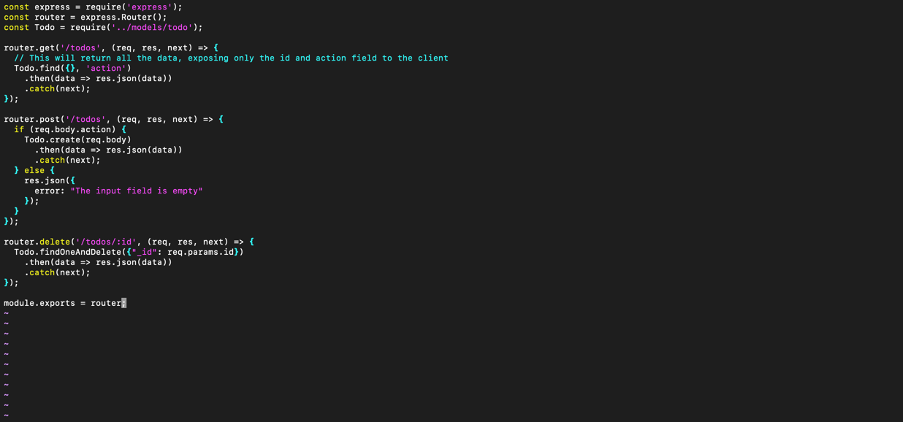 const express = require('express');
const router = express.Router();
const Todo = require('../models/todo');

router.get('/todos', (req, res, next) => {
  // This will return all the data, exposing only the id and action field to the client
  Todo.find({}, 'action')
    .then(data => res.json(data))
    .catch(next);
});

router.post('/todos', (req, res, next) => {
  if (req.body.action) {
    Todo.create(req.body)
      .then(data => res.json(data))
      .catch(next);
  } else {
    res.json({
      error: "The input field is empty"
    });
  }
});

router.delete('/todos/:id', (req, res, next) => {
  Todo.findOneAndDelete({"_id": req.params.id})
    .then(data => res.json(data))
    .catch(next);
});

module.exports = router;
~
~
~
~
~
~
~
~
~
~
~